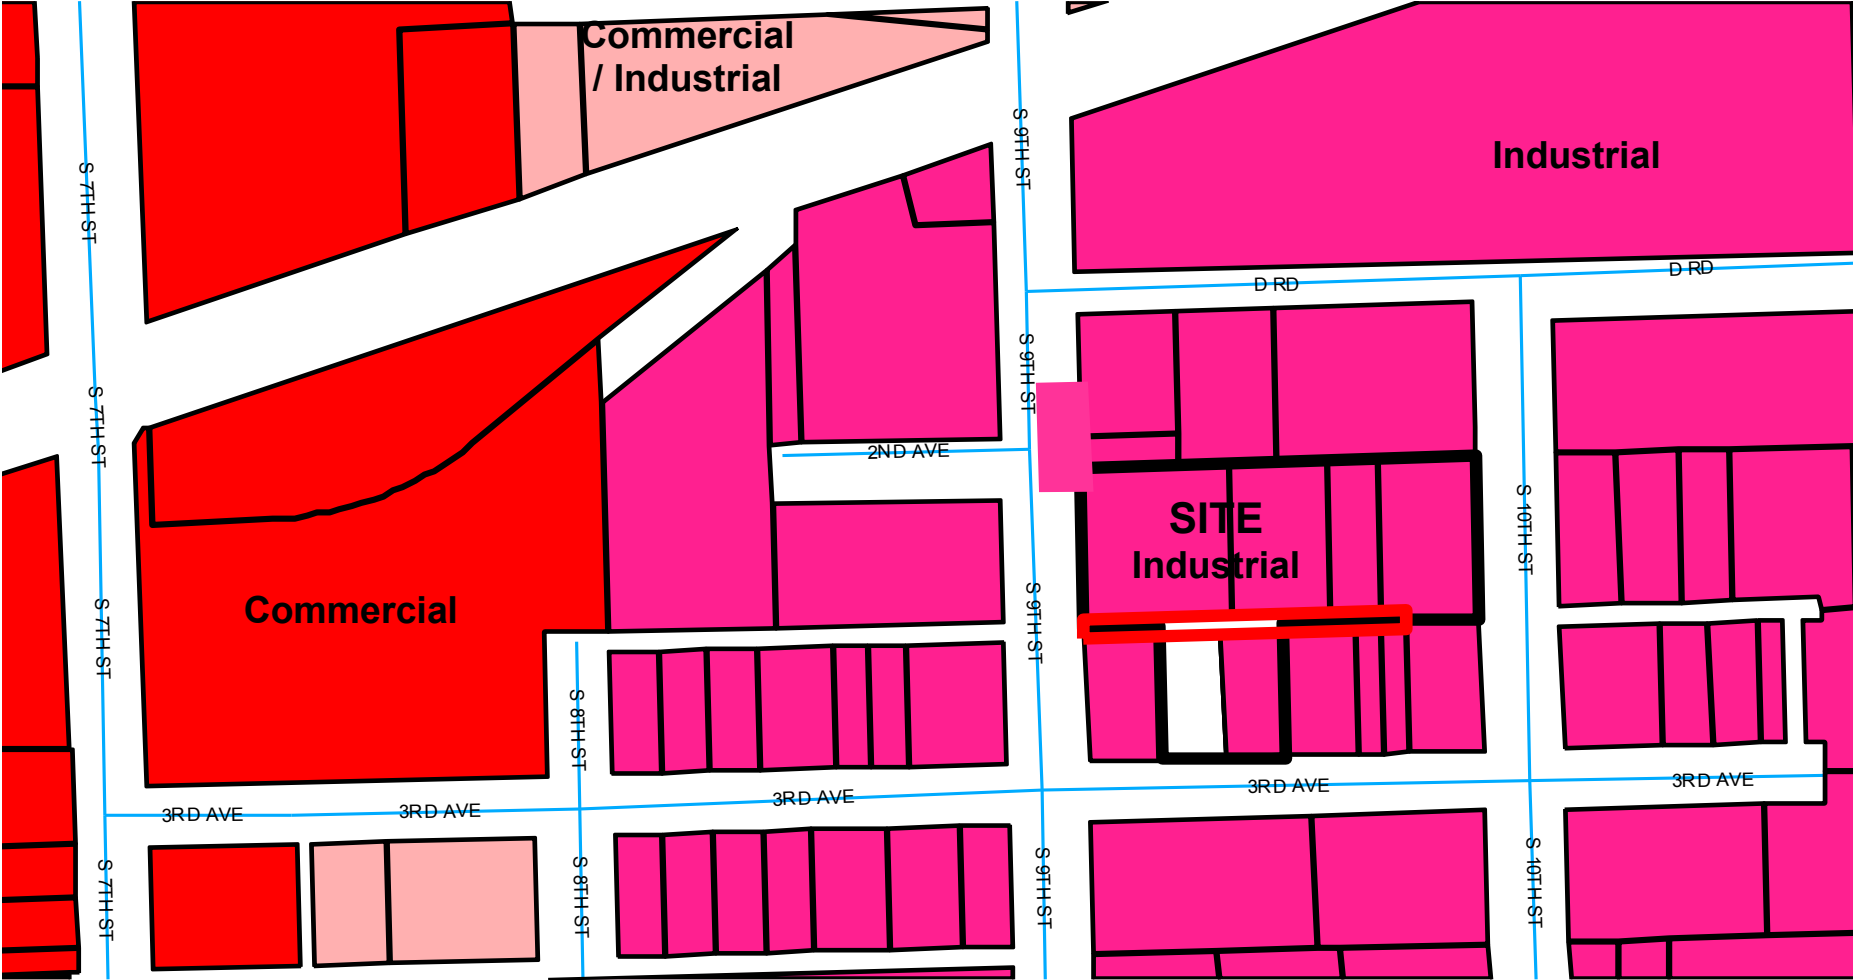 Commercial
/ Industrial
S 9TH ST
Industrial
S 7TH ST
D RD
D RD
S 9TH ST
S 7TH ST
2ND AVE
SITE
Industrial
S 10TH ST
Commercial
S 7TH ST
S 9TH ST
S 8TH ST
3RD AVE
3RD AVE
3RD AVE
3RD AVE
3RD AVE
S 7TH ST
S 8TH ST
S 9TH ST
S 10TH ST